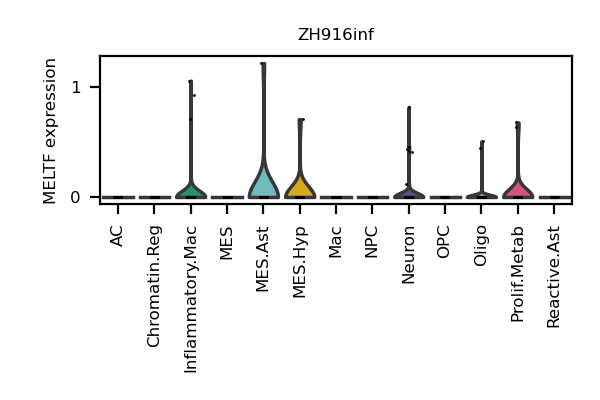 ZH916inf
MELTF expression
1
0
AC
Chromatin.Reg
Inflammatory.Mac
MES
MES.Ast
MES.Hyp
Mac
NPC
Neuron
OPC
Oligo
Prolif.Metab
Reactive.Ast